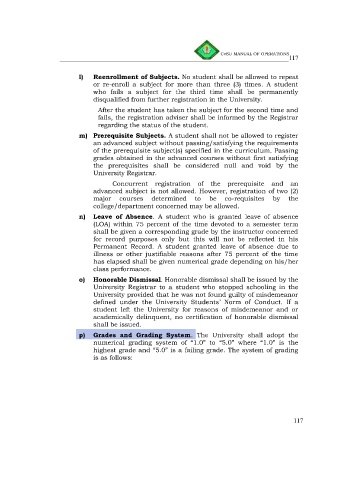 CvSU MANUAL OF OPERATIONS
117
l) Reenrollment of Subjects. No student shall be allowed to repeat
or re-enroll a subject for more than three (3) times. A student
who fails a subject for the third time shall be permanently
disqualified from further registration in the University.
After the student has taken the subject for the second time and
fails, the registration adviser shall be informed by the Registrar
regarding the status of the student.
m) Prerequisite Subjects. A student shall not be allowed to register
an advanced subject without passing/satisfying the requirements
of the prerequisite subject(s) specified in the curriculum. Passing
grades obtained in the advanced courses without first satisfying
the prerequisites shall be considered null and void by the
University Registrar.
Concurrent registration of the prerequisite and an
advanced subject is not allowed. However, registration of two (2)
major courses determined to be co-requisites by the
college/department concerned may be allowed.
n) Leave of Absence. A student who is granted leave of absence
(LOA) within 75 percent of the time devoted to a semester term
shall be given a corresponding grade by the instructor concerned
for record purposes only but this will not be reflected in his
Permanent Record. A student granted leave of absence due to
illness or other justifiable reasons after 75 percent of the time
has elapsed shall be given numerical grade depending on his/her
class performance.
o) Honorable Dismissal. Honorable dismissal shall be issued by the
University Registrar to a student who stopped schooling in the
University provided that he was not found guilty of misdemeanor
defined under the University Students' Norm of Conduct. If a
student left the University for reasons of misdemeanor and or
academically delinquent, no certification of honorable dismissal
shall be issued.
p) Grades and Grading System. The University shall adopt the
numerical grading system of "1.0" to "5.0" where "1.0" is the
highest grade and "5.0" is a failing grade. The system of grading
is as follows:
117